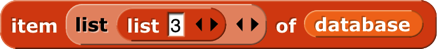 item list list 3 of database